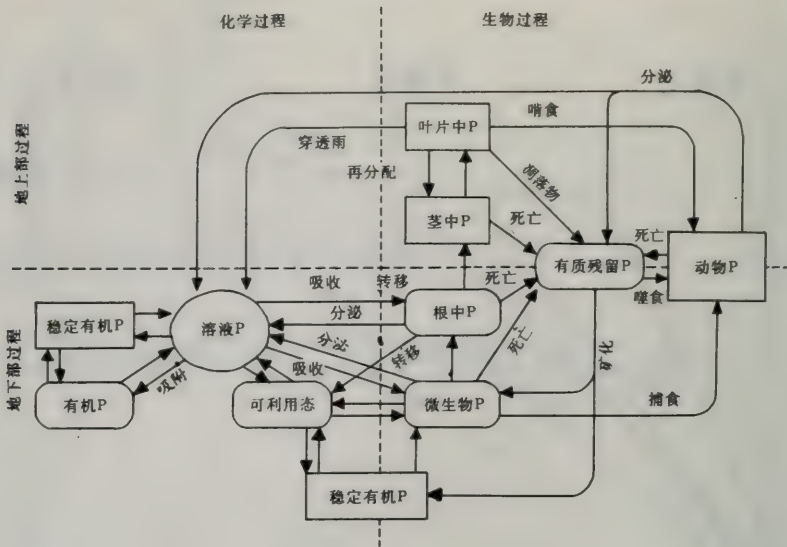 化学过程
生物过程
地上部过程
地下部过程
分泌
叶片中P
啃食
穿透雨
再分配
凋落物
茎中P
死亡
有质残留P
死亡
动物P
吸收
转移
死亡
噬食
稳定有机P
溶液P
分泌
根中P
分沽
转移
死亡
矿化
吸附
吸收
有机P
可利用态
微生物P
捕食
稳定有机P